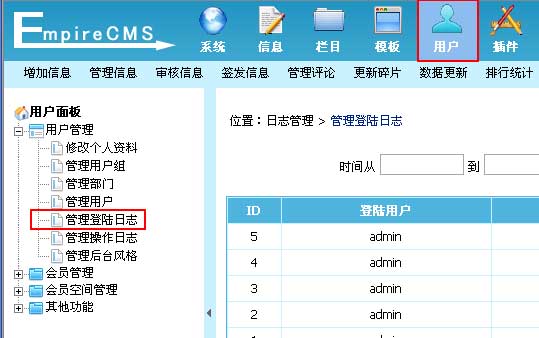 EmpireCMS
系统 信息 栏目 模板 用户 插件
增加信息 管理信息 审核信息 签发信息 管理评论 更新碎片 数据更新 排行统计
用户面板
用户管理
修改个人资料
管理用户组
管理部门
管理用户
管理登陆日志
管理操作日志
管理后台风格
会员管理
会员空间管理
其他功能
位置：日志管理 > 管理登陆日志
时间从 到
ID 登陆用户
5 admin
4 admin
3 admin
2 admin
1 admin